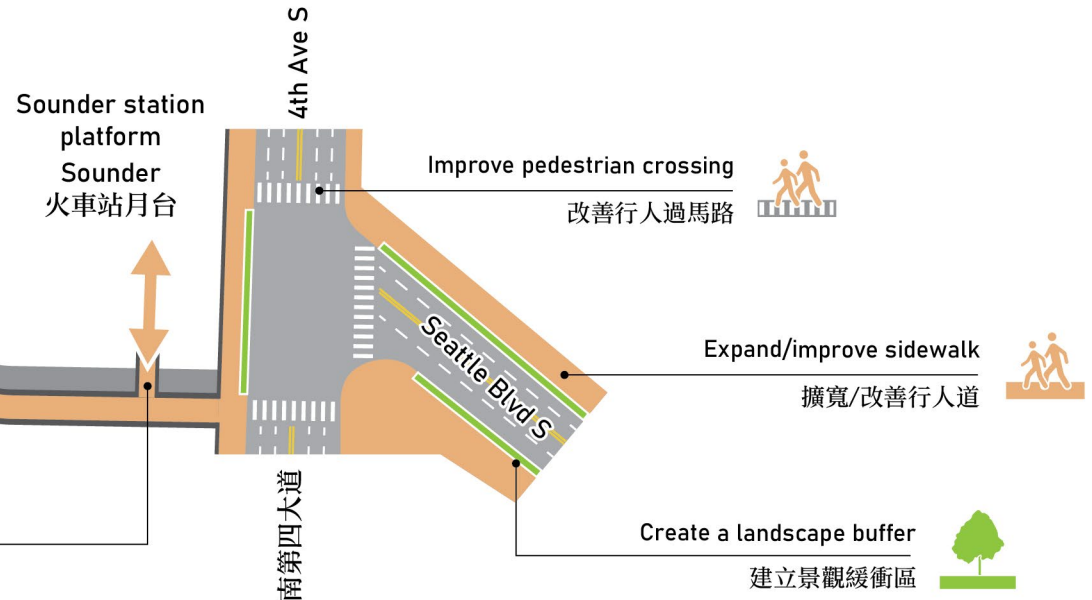 4th Ave S
Sounder station
platform
Sounder
火車站月台
Improve pedestrian crossing
改善行人過馬路
Seattle Blvd S
Expand/improve sidewalk
擴寬/改善行人道
南第四大道
Create a landscape buffer
建立景觀緩衝區